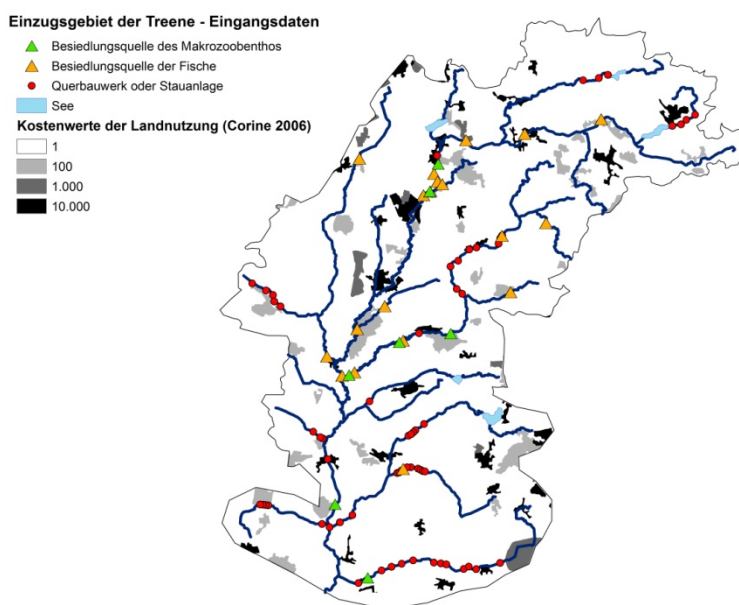 Einzugsgebiet der Treene - Eingangsdaten
Besiedlungsquelle des Makrozoobenthos
Besiedlungsquelle der Fische
Querbauwerk oder Stauanlage
See
Kostenwerte der Landnutzung (Corine 2006)
1
100
1.000
10.000